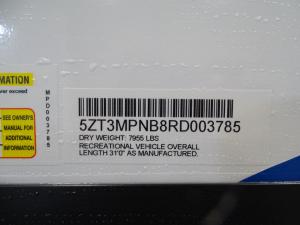 MATION
ver exceed
SEE OWNER'S
MANUAL FOR
ADDITIONAL
INFORMATION
MPD003785
5ZT3MPNB8RD003785
DRY WEIGHT: 7955 LBS
RECREATIONAL VEHICLE OVERALL
LENGTH 31'0" AS MANUFACTURED.